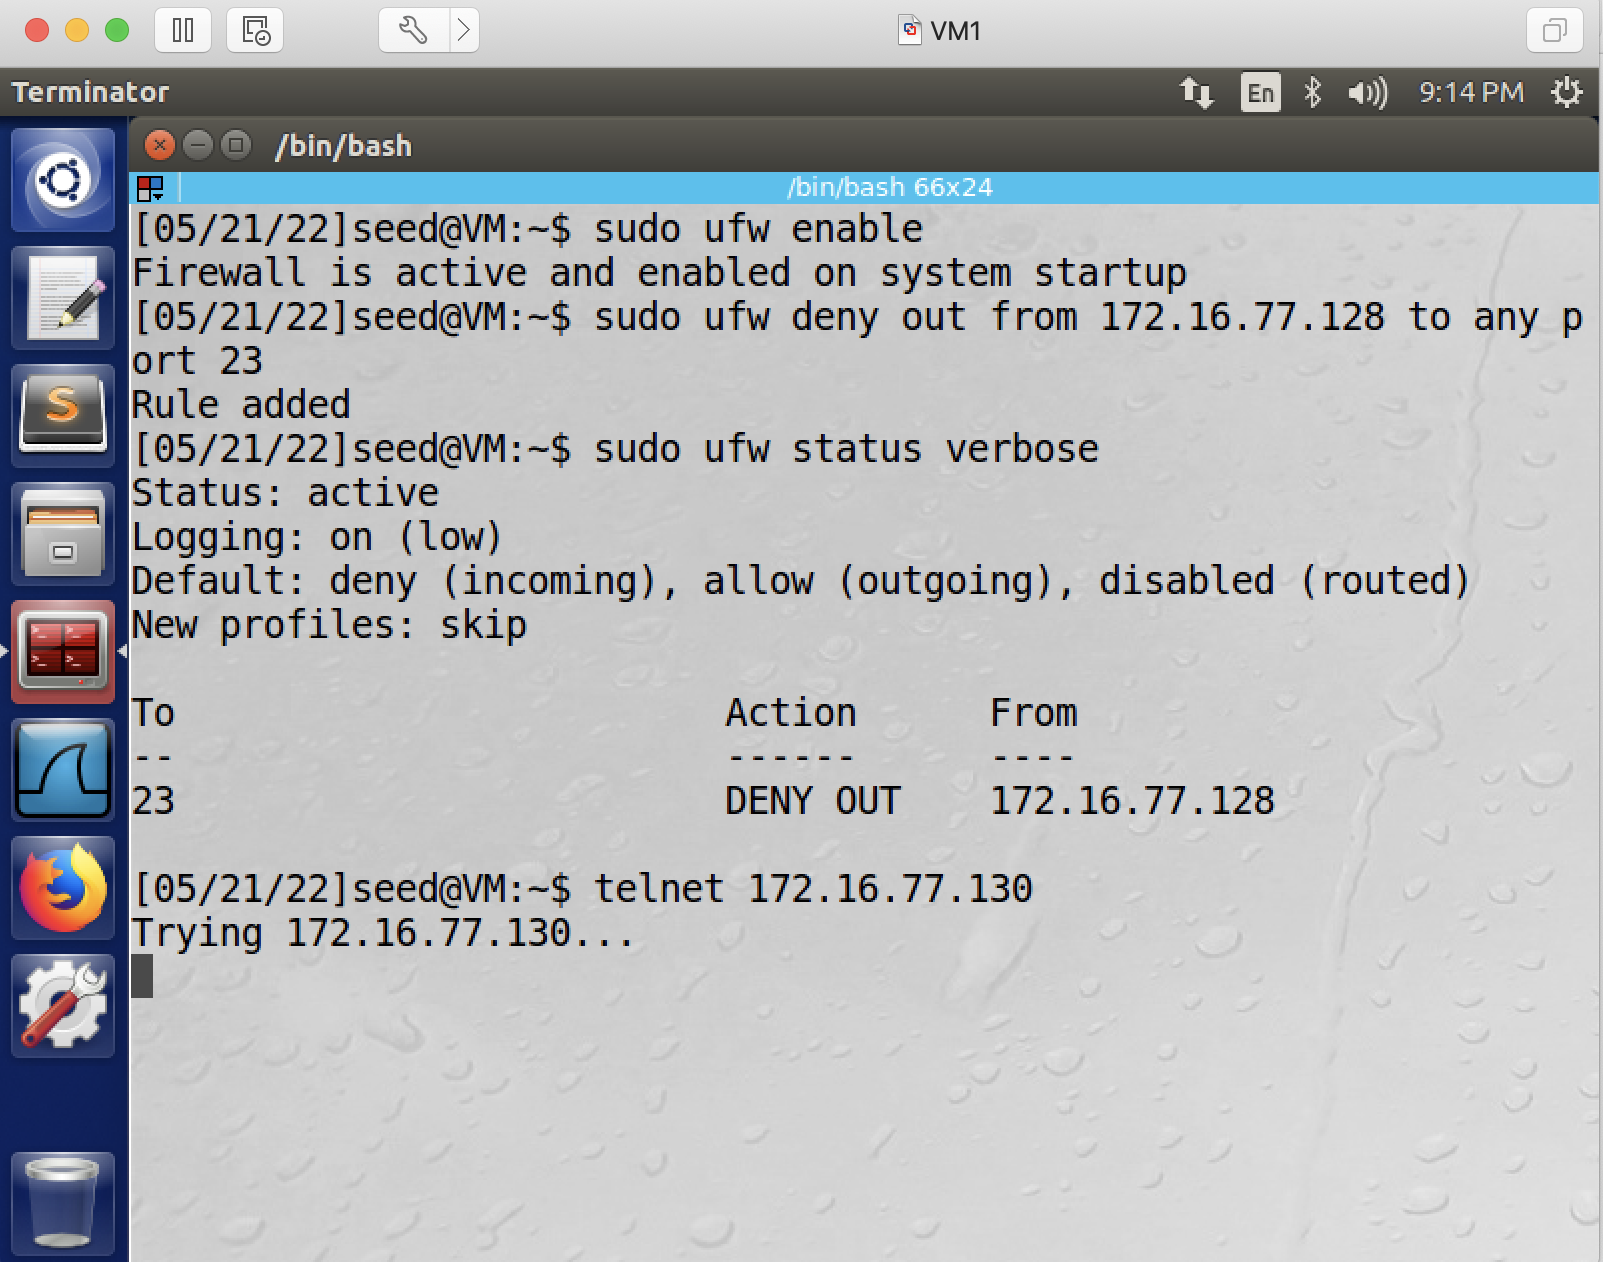 VM1
Terminator
En
9:14 PM
/bin/bash
/bin/bash 66x24
[05/21/22]seed@VM:~$ sudo ufw enable
Firewall is active and enabled on system startup
[05/21/22]seed@VM:~$ sudo ufw deny out from 172.16.77.128 to any p
ort 23
Rule added
[05/21/22]seed@VM:~$ sudo ufw status verbose
Status: active
Logging: on (low)
Default: deny (incoming), allow (outgoing), disabled (routed)
New profiles: skip
To                         Action      From
--                         ------      ----
23                         DENY OUT    172.16.77.128
[05/21/22]seed@VM:~$ telnet 172.16.77.130
Trying 172.16.77.130...